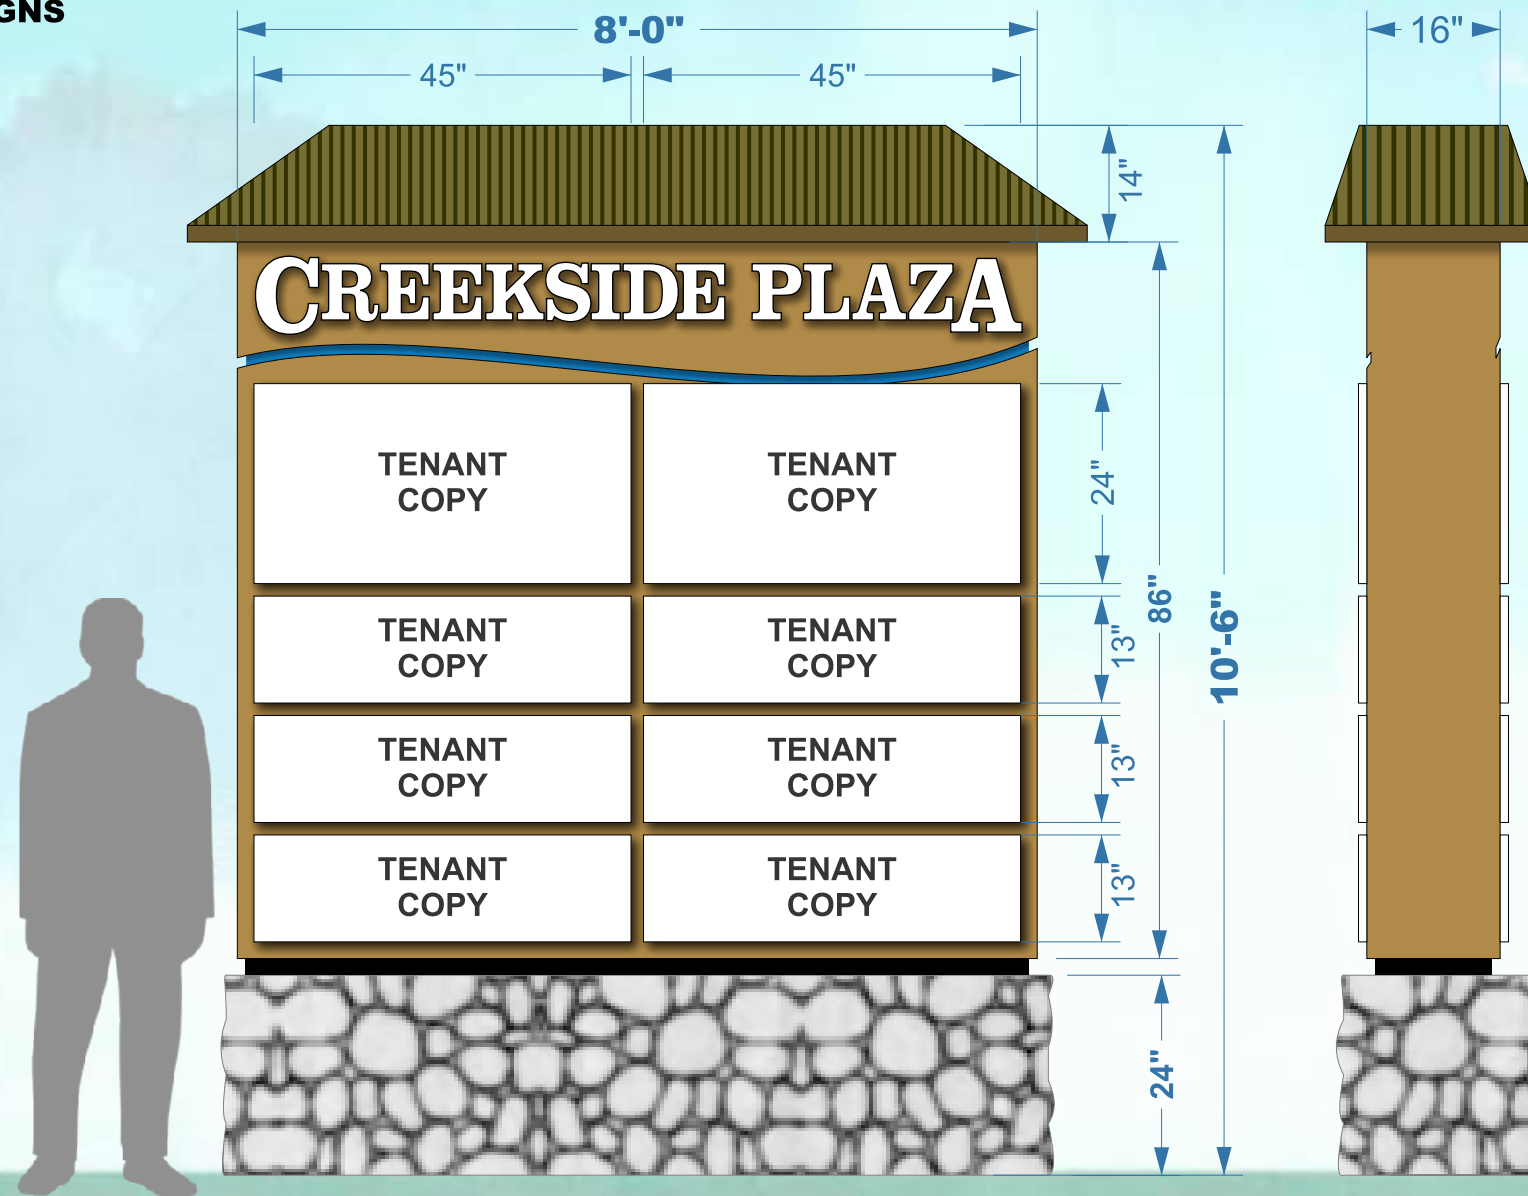 GNS
8'-0"
16"
45"
45"
14"
CREEKSIDE PLAZA
TENANT
COPY
TENANT
COPY
24"
TENANT
COPY
TENANT
COPY
13"
86"
10'-6"
TENANT
COPY
TENANT
COPY
13"
TENANT
COPY
TENANT
COPY
13"
24"